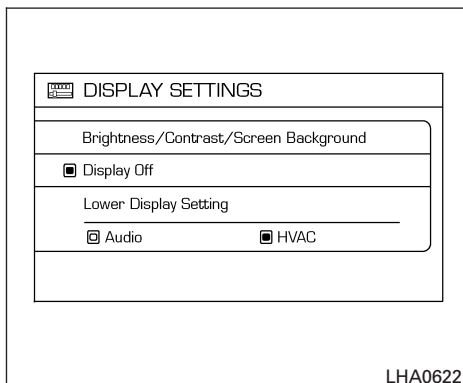 DISPLAY SETTINGS
Brightness/Contrast/Screen Background
Display Off
Lower Display Setting
Audio HVAC
LHA0622